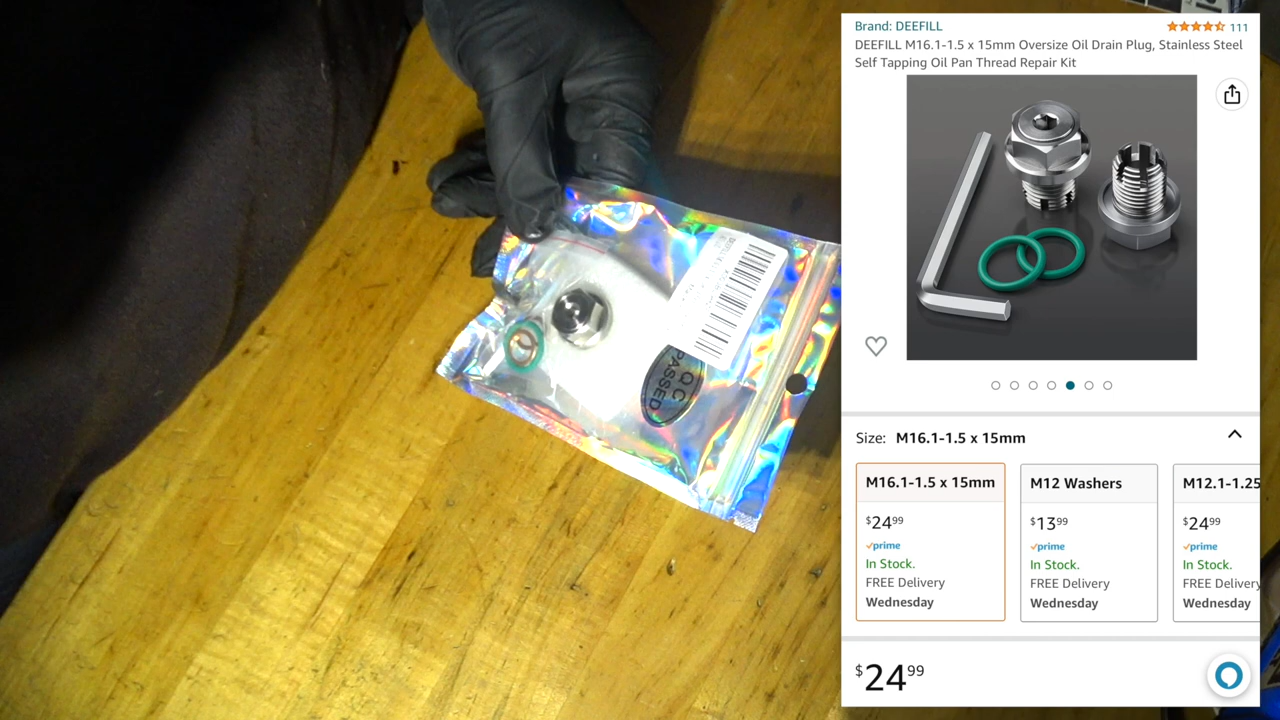 QC
PASSED
Brand: DEEFILL
111
DEEFILL M16.1-1.5 x 15mm Oversize Oil Drain Plug, Stainless Steel
Self Tapping Oil Pan Thread Repair Kit
Size: M16.1-1.5 x 15mm
M16.1-1.5 x 15mm
$24 99
prime
In Stock.
FREE Delivery
Wednesday
M12 Washers
$13 99
prime
In Stock.
FREE Delivery
Wednesday
M12.1-1.25
$24 99
prime
In Stock.
FREE Delivery
Wednesday
$24 99